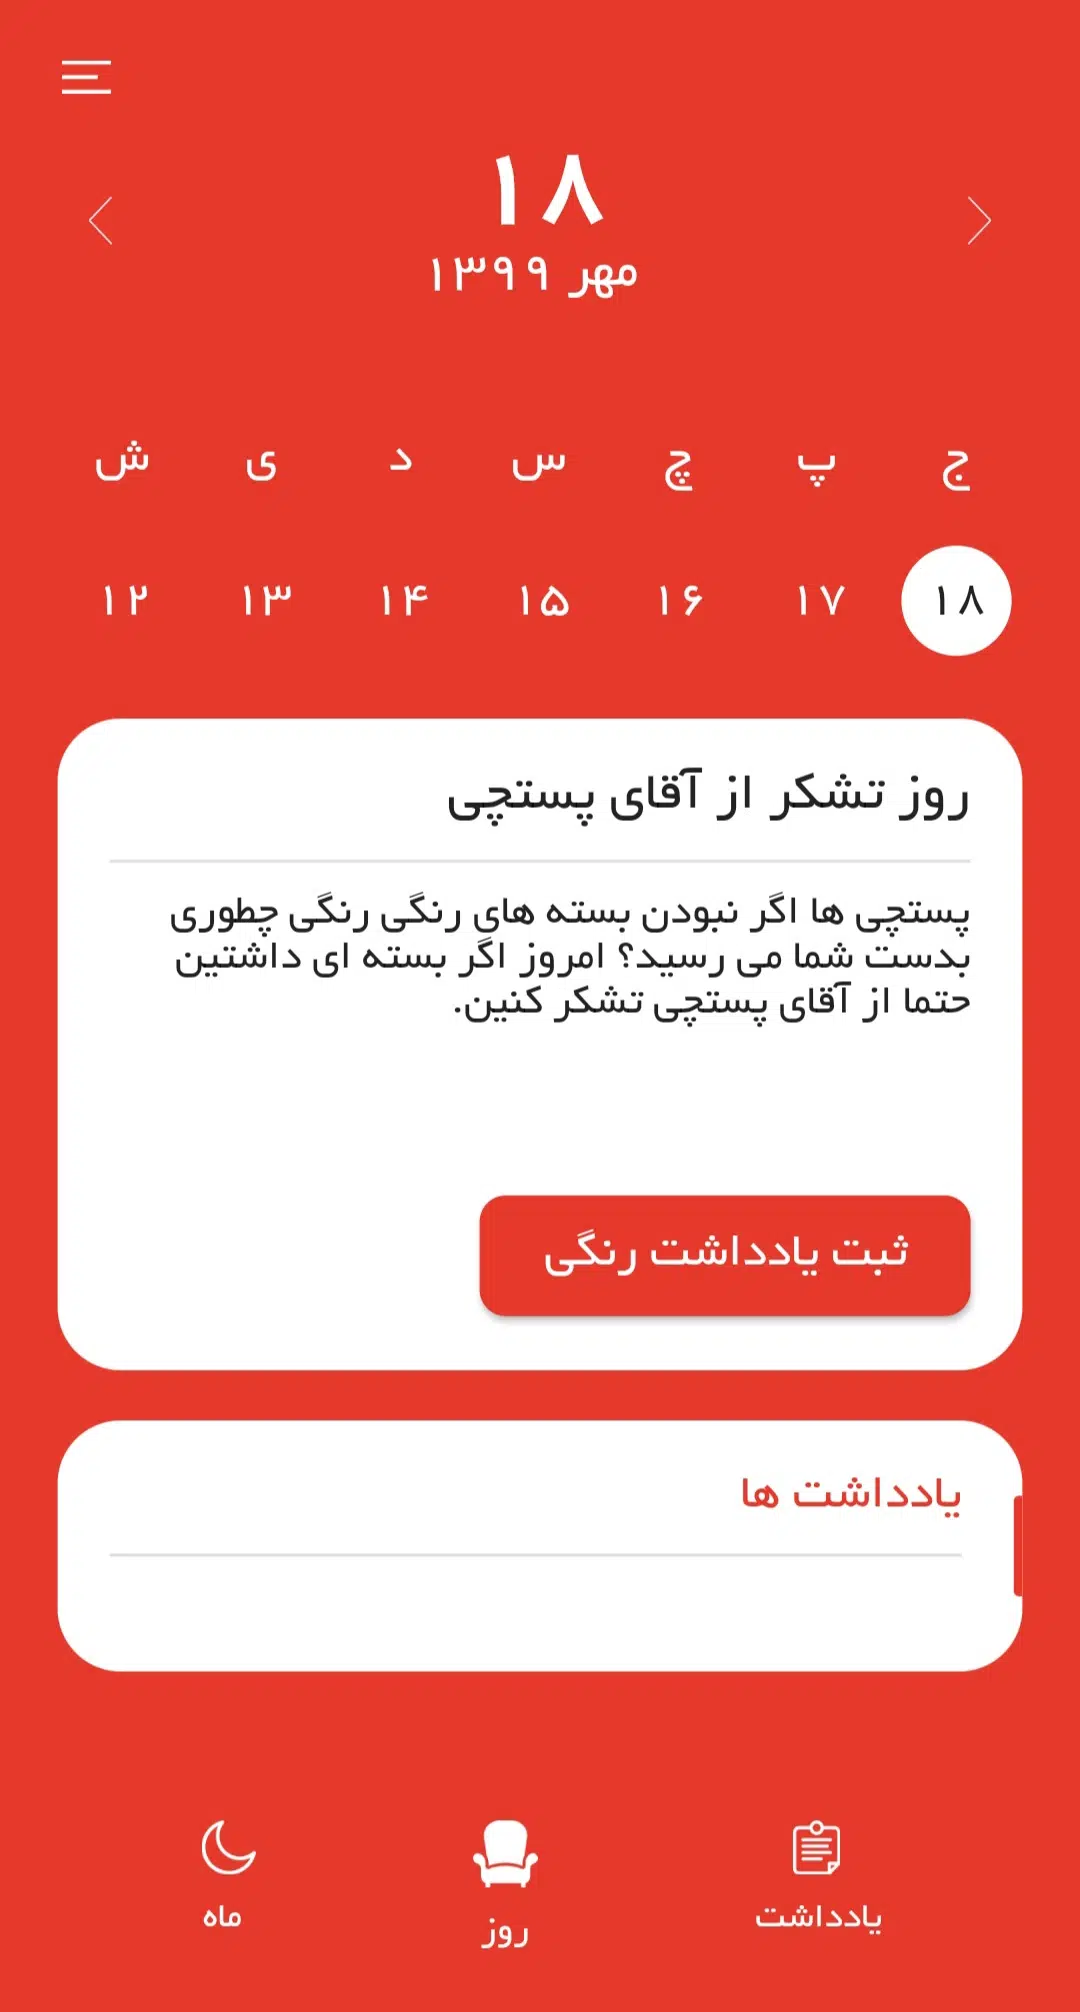 ۱۸
مهر ۱۳۹۹
ش ی د س چ پ ج
۱۲ ۱۳ ۱۴ ۱۵ ۱۶ ۱۷ ۱۸
روز تشکر از آقای پستچی
پستچی ها اگر نبودن بسته های رنگی رنگی چطوری
بدست شما می رسید؟ امروز اگر بسته ای داشتین
حتما از آقای پستچی تشکر کنین.
ثبت یادداشت رنگی
یادداشت ها
یادداشت روز ماه